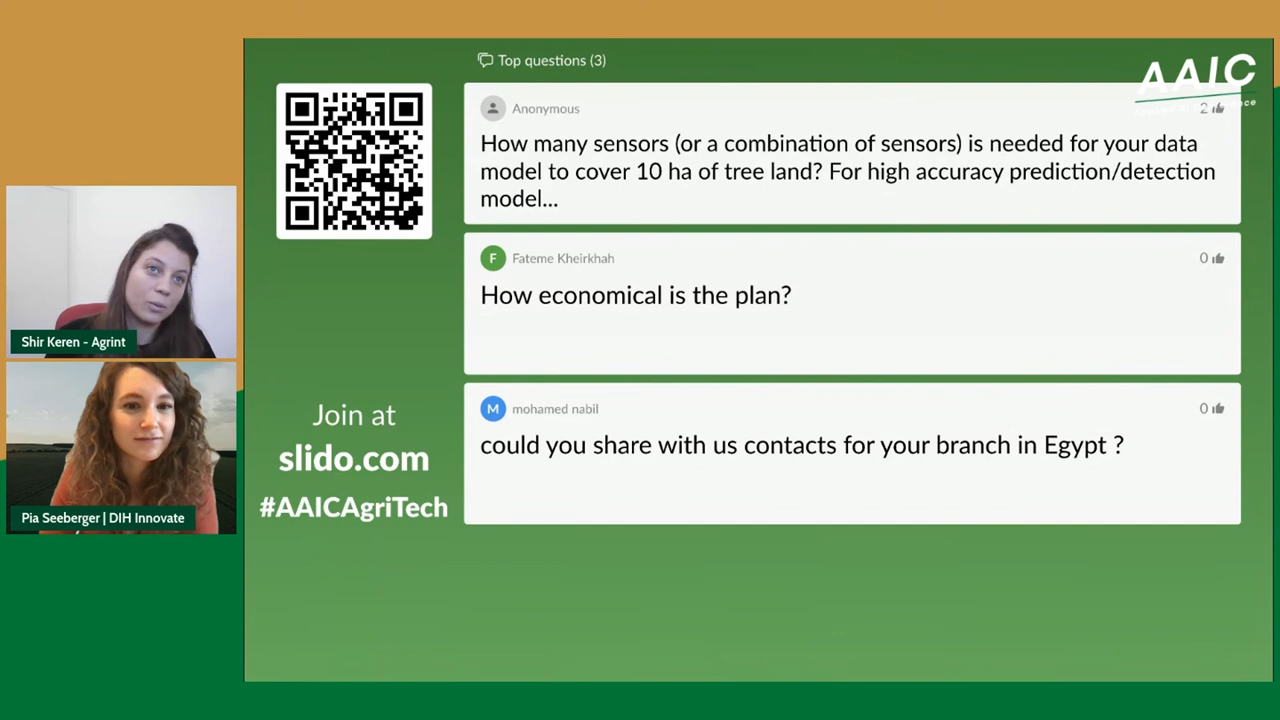 Top questions (3)
AAIC
Anonymous
2
How many sensors (or a combination of sensors) is needed for your data
model to cover 10 ha of tree land? For high accuracy prediction/detection
model...
F
Fateme Kheirkhah
0
How economical is the plan?
M
mohamed nabil
0
could you share with us contacts for your branch in Egypt ?
Join at
slido.com
#AAICAgriTech
Shir Keren - Agrint
Pia Seeberger | DIH Innovate